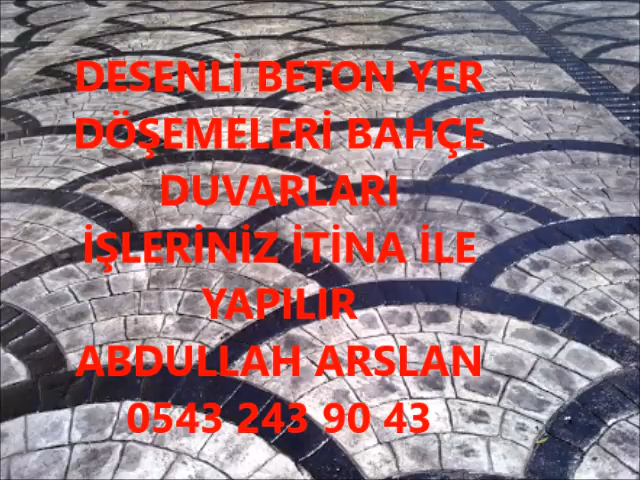 DESENLİ BETON YER
DÖŞEMELERİ BAHÇE
DUVARLARI
İŞLERİNİZ İTİNA İLE
YAPILIR
ABDULLAH ARSLAN
0543 243 90 43